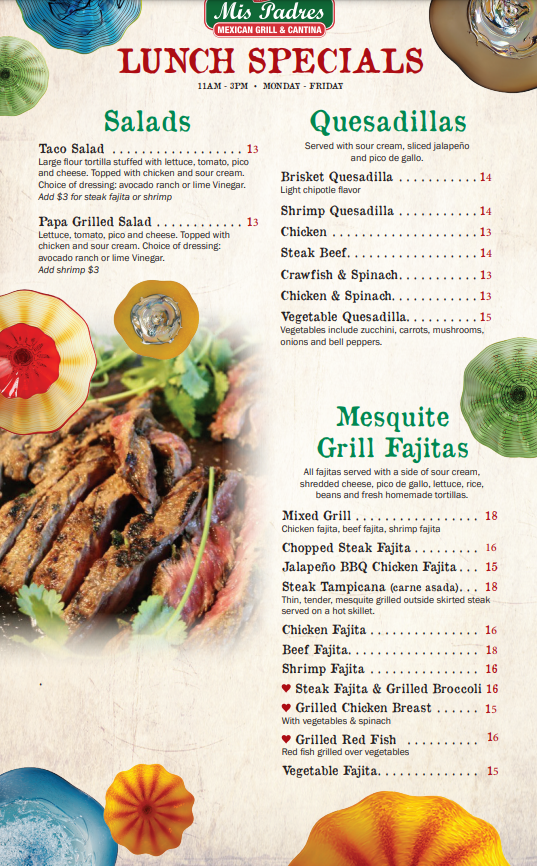 Mis Padres
MEXICAN GRILL & CANTINA
LUNCH SPECIALS
11AM - 3PM • MONDAY - FRIDAY
Salads
Taco Salad . . . . . . . . . . . . . . . . . 13
Large flour tortilla stuffed with lettuce, tomato, pico
and cheese. Topped with chicken and sour cream.
Choice of dressing: avocado ranch or lime Vinegar.
Add $3 for steak fajita or shrimp
Papa Grilled Salad . . . . . . . . . . . 13
Lettuce, tomato, pico and cheese. Topped with
chicken and sour cream. Choice of dressing:
avocado ranch or lime Vinegar.
Add shrimp $3
Quesadillas
Served with sour cream, sliced jalapeño
and pico de gallo.
Brisket Quesadilla . . . . . . . . . . . 14
Light chipotle flavor
Shrimp Quesadilla . . . . . . . . . . . 14
Chicken . . . . . . . . . . . . . . . . . . . . 13
Steak Beef. . . . . . . . . . . . . . . . . . 14
Crawfish & Spinach. . . . . . . . . . . 13
Chicken & Spinach. . . . . . . . . . . . 13
Vegetable Quesadilla. . . . . . . . . . 15
Vegetables include zucchini, carrots, mushrooms,
onions and bell peppers.
Mesquite
Grill Fajitas
All fajitas served with a side of sour cream,
shredded cheese, pico de gallo, lettuce, rice,
beans and fresh homemade tortillas.
Mixed Grill . . . . . . . . . . . . . . . . . 18
Chicken fajita, beef fajita, shrimp fajita
Chopped Steak Fajita . . . . . . . . . 16
Jalapeño BBQ Chicken Fajita . . . 15
Steak Tampicana (carne asada). . . 18
Thin, tender, mesquite grilled outside skirted steak
served on a hot skillet.
Chicken Fajita . . . . . . . . . . . . . . . 16
Beef Fajita. . . . . . . . . . . . . . . . . . 18
Shrimp Fajita . . . . . . . . . . . . . . . 16
♥ Steak Fajita & Grilled Broccoli 16
♥ Grilled Chicken Breast . . . . . . 15
With vegetables & spinach
♥ Grilled Red Fish . . . . . . . . . . 16
Red fish grilled over vegetables
Vegetable Fajita. . . . . . . . . . . . . . 15